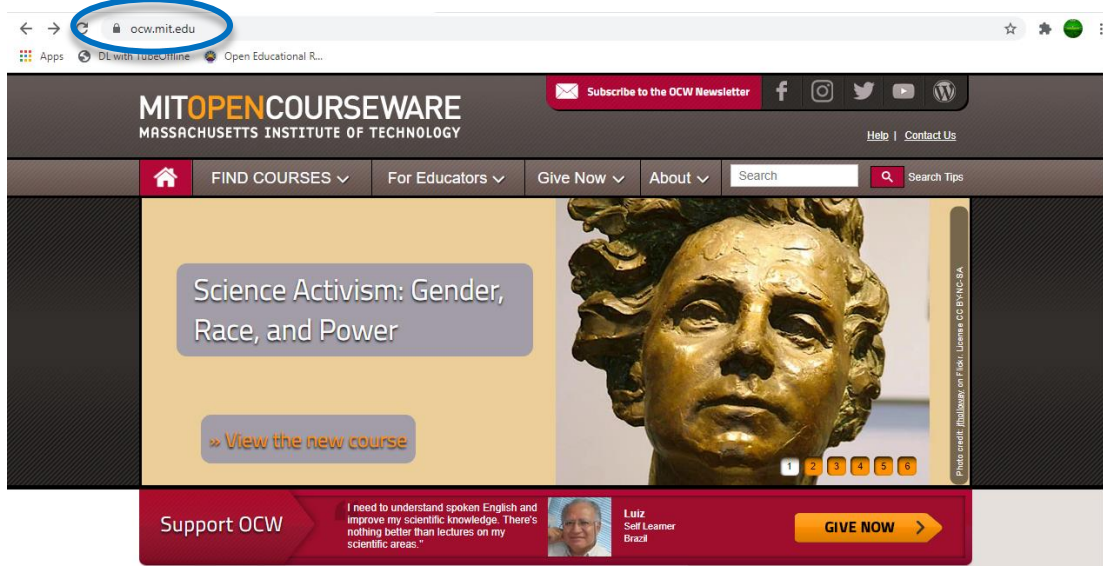 ocw.mit.edu
Apps DL with TubeOffline Open Educational R...
MITOPENCOURSEWARE
MASSACHUSETTS INSTITUTE OF TECHNOLOGY
Subscribe to the OCW Newsletter
Help | Contact Us
FIND COURSES For Educators Give Now About Search Search Tips
Science Activism: Gender,
Race, and Power
» View the new course
1 2 3 4 5 6
Photo credit: jfholloway on Flickr. License CC BY-NC-SA
Support OCW
I need to understand spoken English and
improve my scientific knowledge. There's
nothing better than lectures on my
scientific areas."
Luiz
Self Learner
Brazil
GIVE NOW